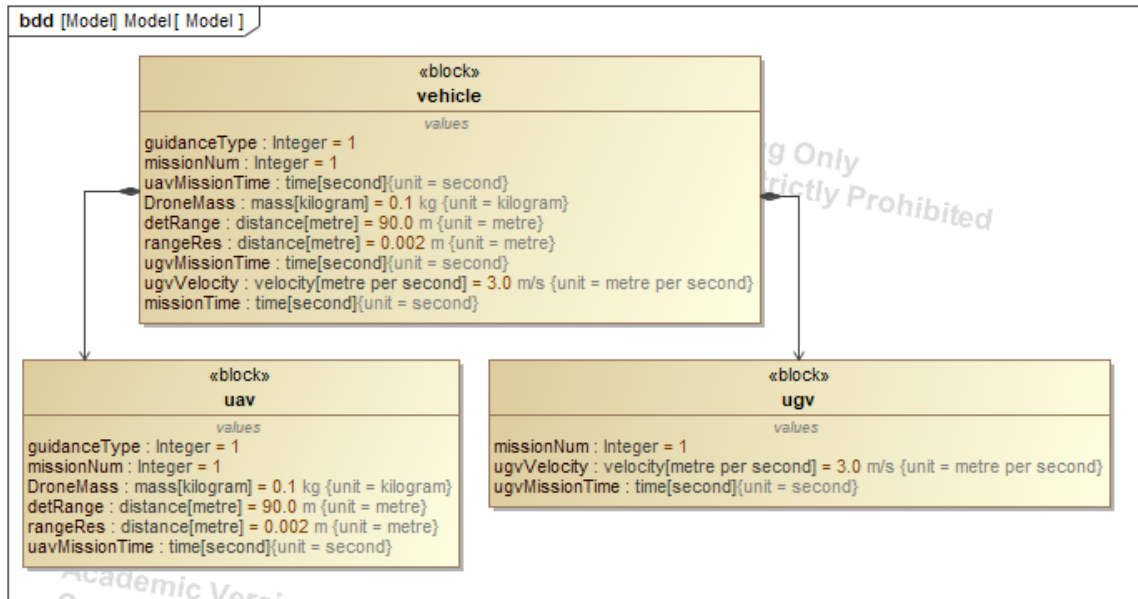 bdd [Model] Model [ Model ]
«block»
vehicle
values
guidanceType : Integer = 1
missionNum : Integer = 1
uavMissionTime : time[second]{unit = second}
DroneMass : mass[kilogram] = 0.1 kg {unit = kilogram}
detRange : distance[metre] = 90.0 m {unit = metre}
rangeRes : distance[metre] = 0.002 m {unit = metre}
ugvMissionTime : time[second]{unit = second}
ugvVelocity : velocity[metre per second] = 3.0 m/s {unit = metre per second}
missionTime : time[second]{unit = second}
Only
Prohibited
«block»
uav
values
guidanceType : Integer = 1
missionNum : Integer = 1
DroneMass : mass[kilogram] = 0.1 kg {unit = kilogram}
detRange : distance[metre] = 90.0 m {unit = metre}
rangeRes : distance[metre] = 0.002 m {unit = metre}
uavMissionTime : time[second]{unit = second}
«block»
ugv
values
missionNum : Integer = 1
ugvVelocity : velocity[metre per second] = 3.0 m/s {unit = metre per second}
ugvMissionTime : time[second]{unit = second}
Academic